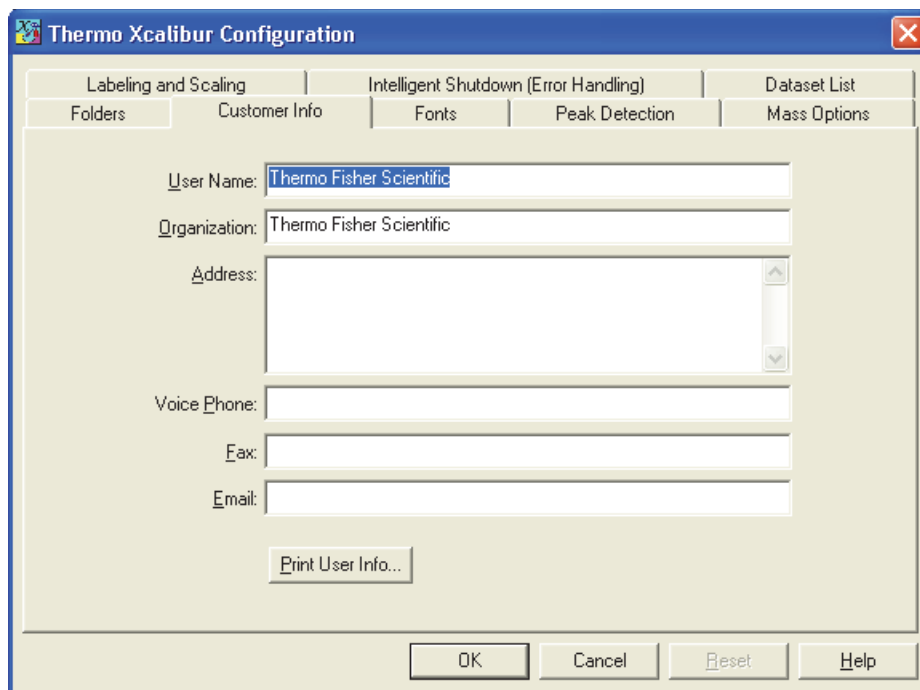 Thermo Xcalibur Configuration
Labeling and Scaling Intelligent Shutdown (Error Handling) Dataset List
Folders Customer Info Fonts Peak Detection Mass Options
User Name: Thermo Fisher Scientific
Organization: Thermo Fisher Scientific
Address:
Voice Phone:
Fax:
Email:
Print User Info...
OK Cancel Reset Help